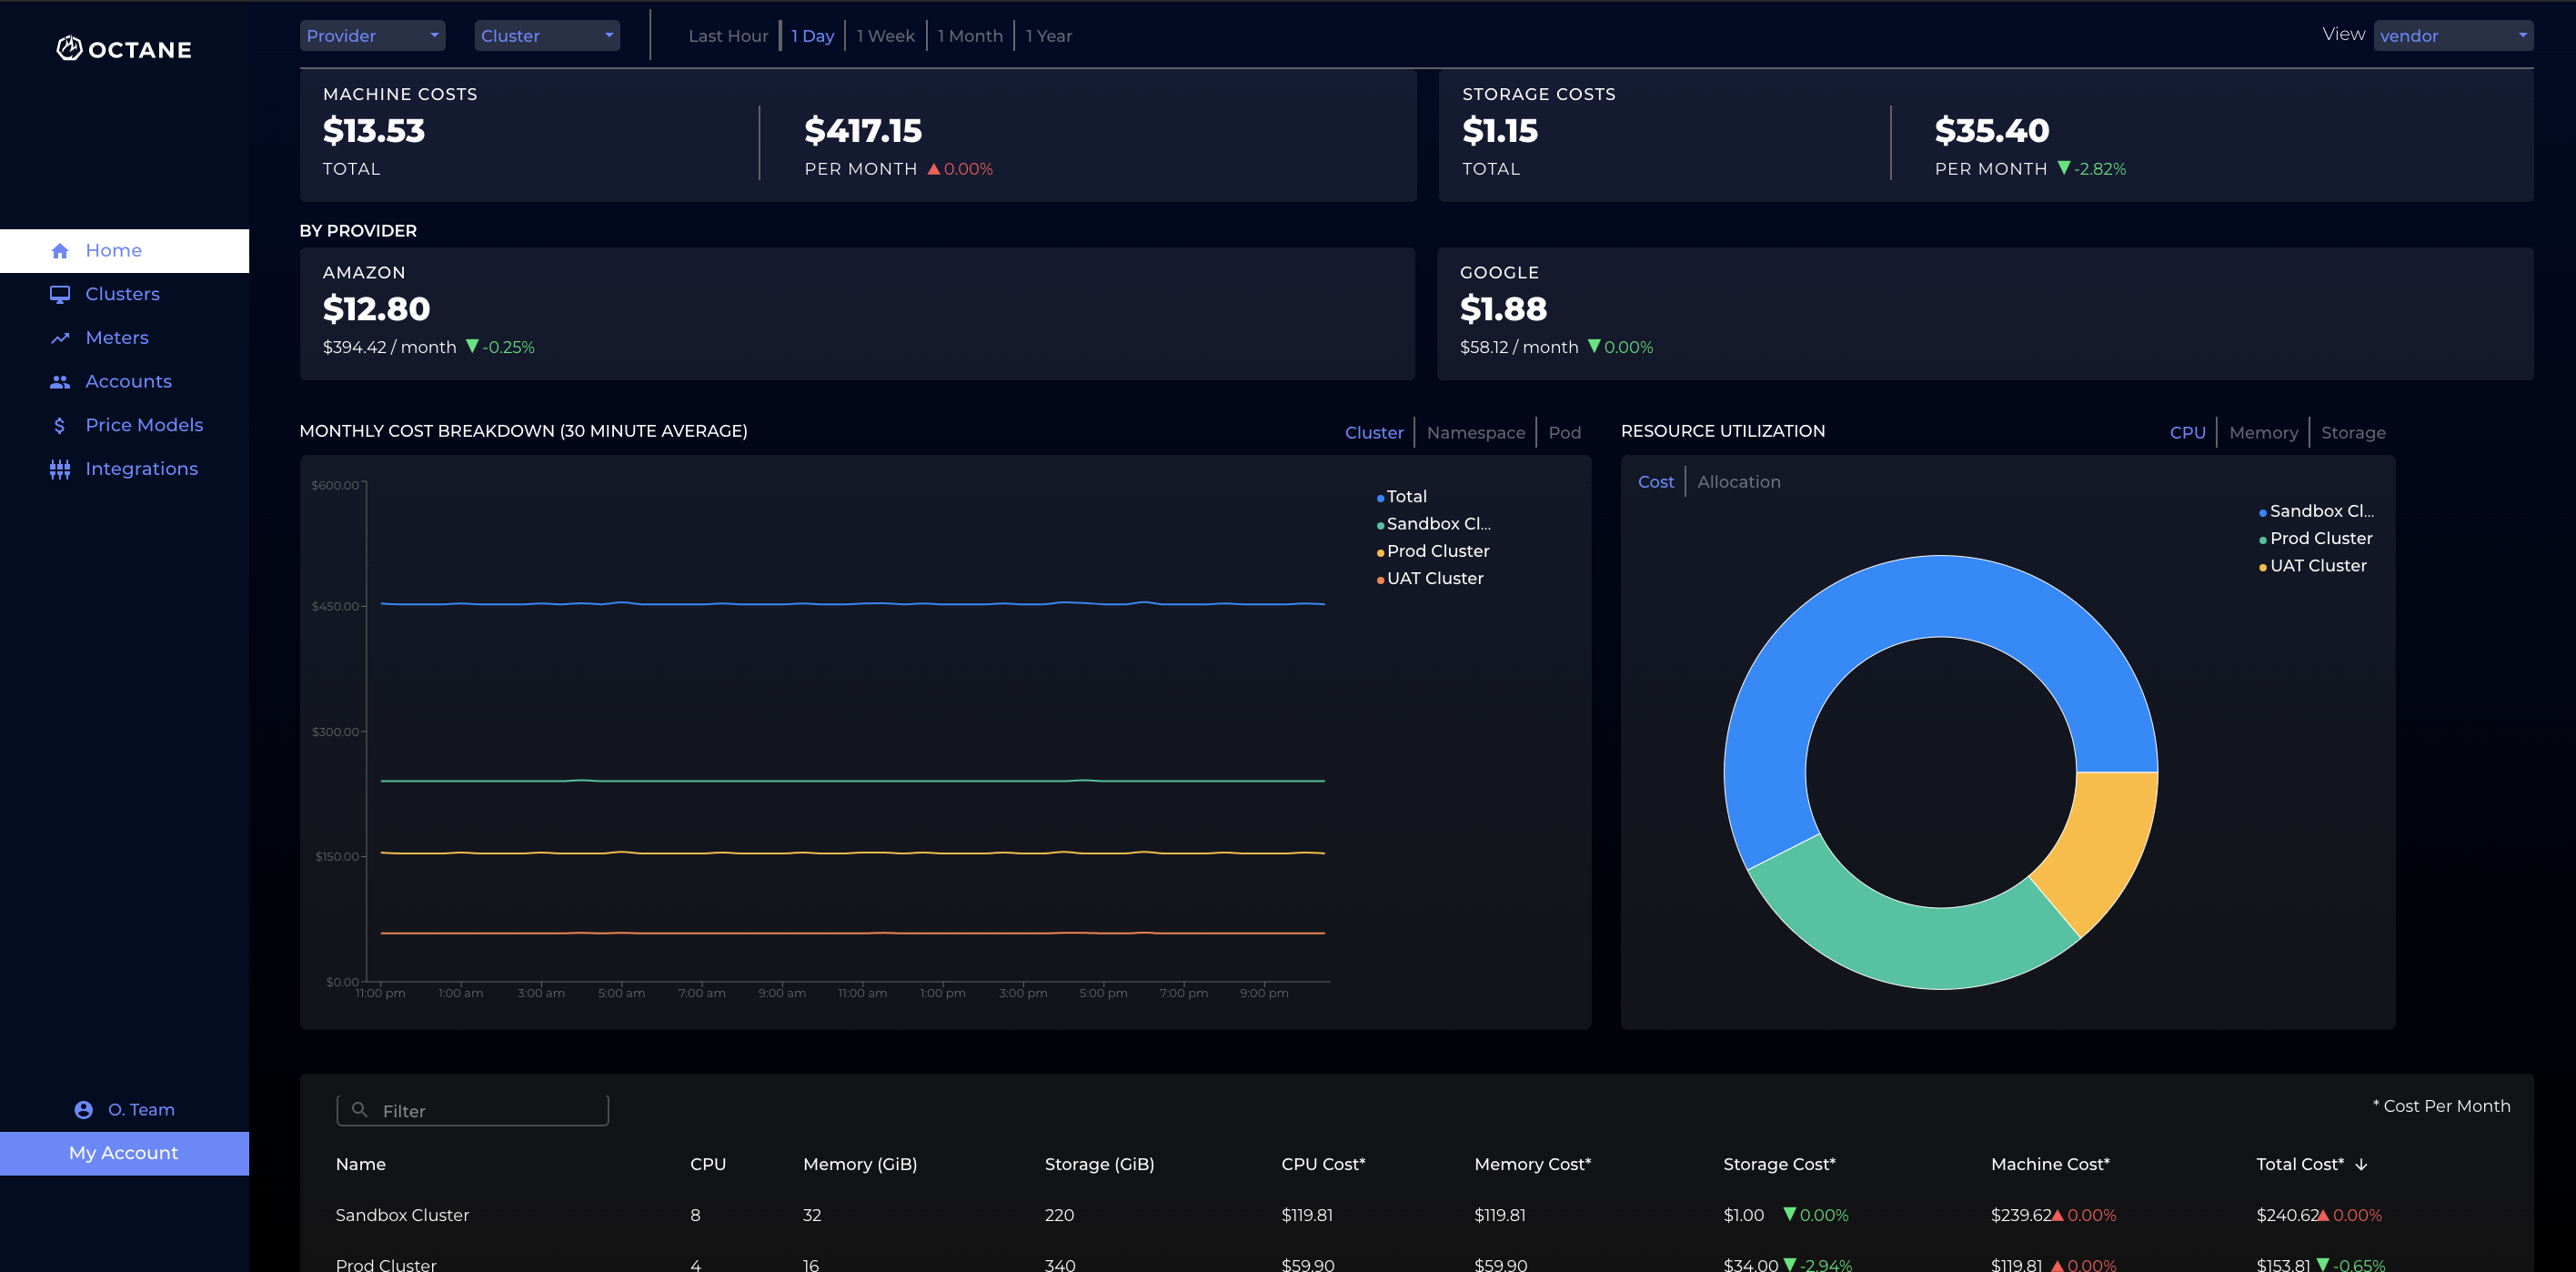 OCTANE
Provider
Cluster
Last Hour
1 Day
1 Week
1 Month
1 Year
View
vendor
Home
Clusters
Meters
Accounts
Price Models
Integrations
O. Team
My Account
MACHINE COSTS
$13.53
TOTAL
$417.15
PER MONTH ▲0.00%
STORAGE COSTS
$1.15
TOTAL
$35.40
PER MONTH ▼-2.82%
BY PROVIDER
AMAZON
$12.80
$394.42 / month ▼-0.25%
GOOGLE
$1.88
$58.12 / month ▼0.00%
MONTHLY COST BREAKDOWN (30 MINUTE AVERAGE)
Cluster
Namespace
Pod
$600.00
$450.00
$300.00
$150.00
$0.00
11:00 pm
1:00 am
3:00 am
5:00 am
7:00 am
9:00 am
11:00 am
1:00 pm
3:00 pm
5:00 pm
7:00 pm
9:00 pm
Total
Sandbox Cl...
Prod Cluster
UAT Cluster
RESOURCE UTILIZATION
CPU
Memory
Storage
Cost
Allocation
Sandbox Cl...
Prod Cluster
UAT Cluster
Filter
* Cost Per Month
Name CPU Memory (GiB) Storage (GiB) CPU Cost* Memory Cost* Storage Cost* Machine Cost* Total Cost* ↓
Sandbox Cluster 8 32 220 $119.81 $119.81 $1.00 ▼0.00% $239.62▲0.00% $240.62▲0.00%
Prod Cluster 4 16 340 $59.90 $59.90 $34.00 ▼-2.94% $119.81 ▲0.00% $153.81 ▼-0.65%